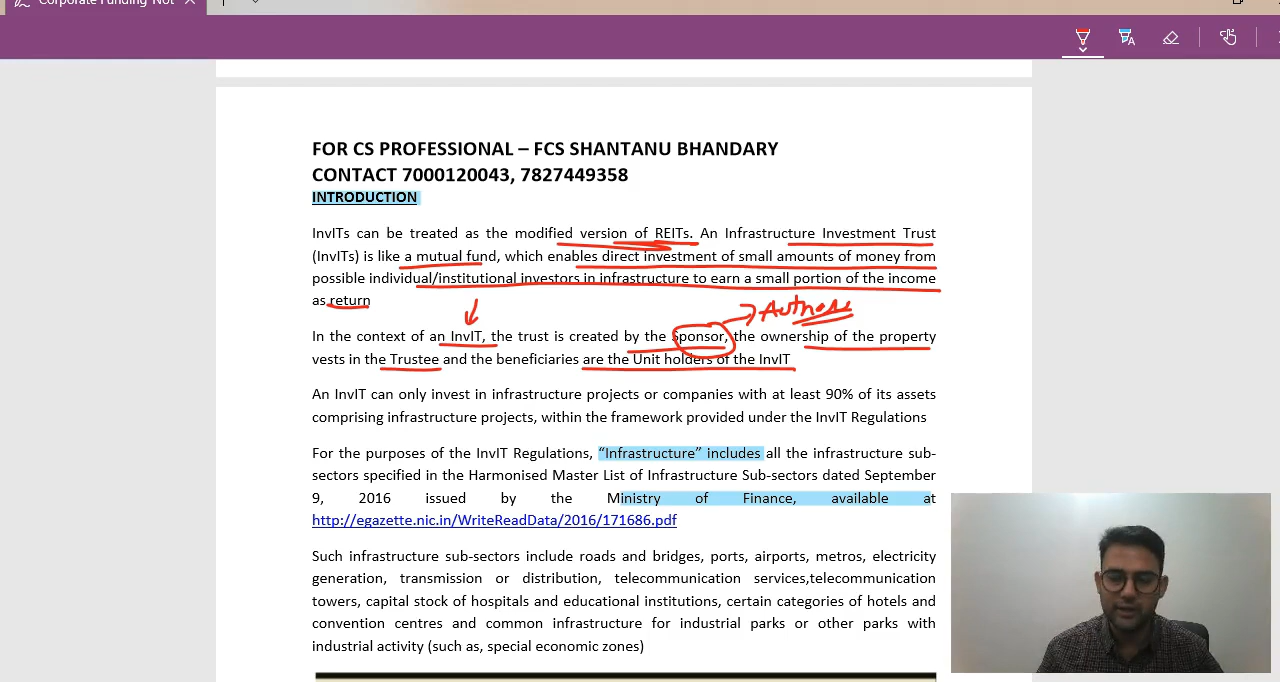 Corporate Funding-Not
FOR CS PROFESSIONAL – FCS SHANTANU BHANDARY
CONTACT 7000120043, 7827449358
INTRODUCTION
InvITs can be treated as the modified version of REITs. An Infrastructure Investment Trust
(InvITs) is like a mutual fund, which enables direct investment of small amounts of money from
possible individual/institutional investors in infrastructure to earn a small portion of the income
as return
In the context of an InvIT, the trust is created by the Sponsor, the ownership of the property
vests in the Trustee and the beneficiaries are the Unit holders of the InvIT
An InvIT can only invest in infrastructure projects or companies with at least 90% of its assets
comprising infrastructure projects, within the framework provided under the InvIT Regulations
For the purposes of the InvIT Regulations, “Infrastructure” includes all the infrastructure sub-
sectors specified in the Harmonised Master List of Infrastructure Sub-sectors dated September
9, 2016 issued by the Ministry of Finance, available at
http://egazette.nic.in/WriteReadData/2016/171686.pdf
Such infrastructure sub-sectors include roads and bridges, ports, airports, metros, electricity
generation, transmission or distribution, telecommunication services,telecommunication
towers, capital stock of hospitals and educational institutions, certain categories of hotels and
convention centres and common infrastructure for industrial parks or other parks with
industrial activity (such as, special economic zones)